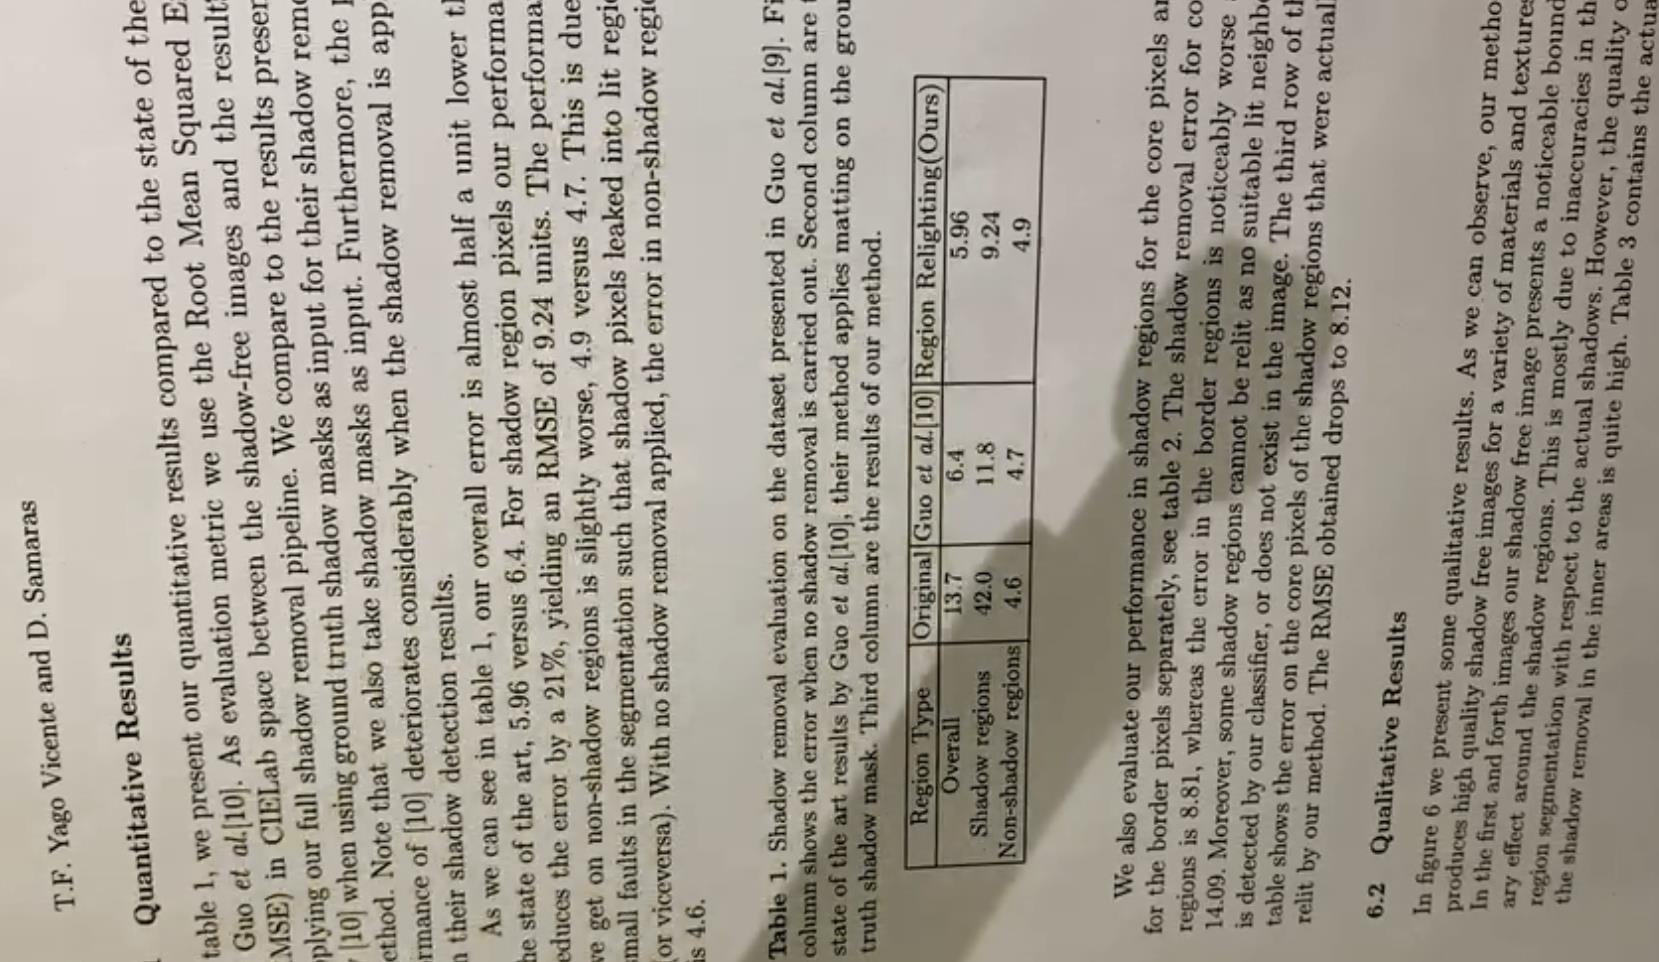 T.F. Yago Vicente and D. Samaras
Quantitative Results
table 1, we present our quantitative results compared to the state of the
Guo et al.[10]. As evaluation metric we use the Root Mean Squared E
MSE) in CIELab space between the shadow-free images and the result
plying our full shadow removal pipeline. We compare to the results presen
[10] when using ground truth shadow masks as input for their shadow remo
ethod. Note that we also take shadow masks as input. Furthermore, the
rmance of [10] deteriorates considerably when the shadow removal is app
their shadow detection results.
As we can see in table 1, our overall error is almost half a unit lower th
he state of the art, 5.96 versus 6.4. For shadow region pixels our performa
educes the error by a 21%, yielding an RMSE of 9.24 units. The performa
ve get on non-shadow regions is slightly worse, 4.9 versus 4.7. This is due
small faults in the segmentation such that shadow pixels leaked into lit regio
(or viceversa). With no shadow removal applied, the error in non-shadow regio
is 4.6.
Table 1. Shadow removal evaluation on the dataset presented in Guo et al.[9]. Fi
column shows the error when no shadow removal is carried out. Second column are
state of the art results by Guo et al.[10], their method applies matting on the grou
truth shadow mask. Third column are the results of our method.
Region Type Original Guo et al.[10] Region Relighting(Ours)
Overall 13.7 6.4 5.96
Shadow regions 42.0 11.8 9.24
Non-shadow regions 4.6 4.7 4.9
We also evaluate our performance in shadow regions for the core pixels an
for the border pixels separately, see table 2. The shadow removal error for co
regions is 8.81, whereas the error in the border regions is noticeably worse
14.09. Moreover, some shadow regions cannot be relit as no suitable lit neighbo
is detected by our classifier, or does not exist in the image. The third row of th
table shows the error on the core pixels of the shadow regions that were actual
relit by our method. The RMSE obtained drops to 8.12.
6.2 Qualitative Results
In figure 6 we present some qualitative results. As we can observe, our metho
produces high quality shadow free images for a variety of materials and textures
In the first and forth images our shadow free image presents a noticeable bound
ary effect around the shadow regions. This is mostly due to inaccuracies in th
region segmentation with respect to the actual shadows. However, the quality o
the shadow removal in the inner areas is quite high. Table 3 contains the actua